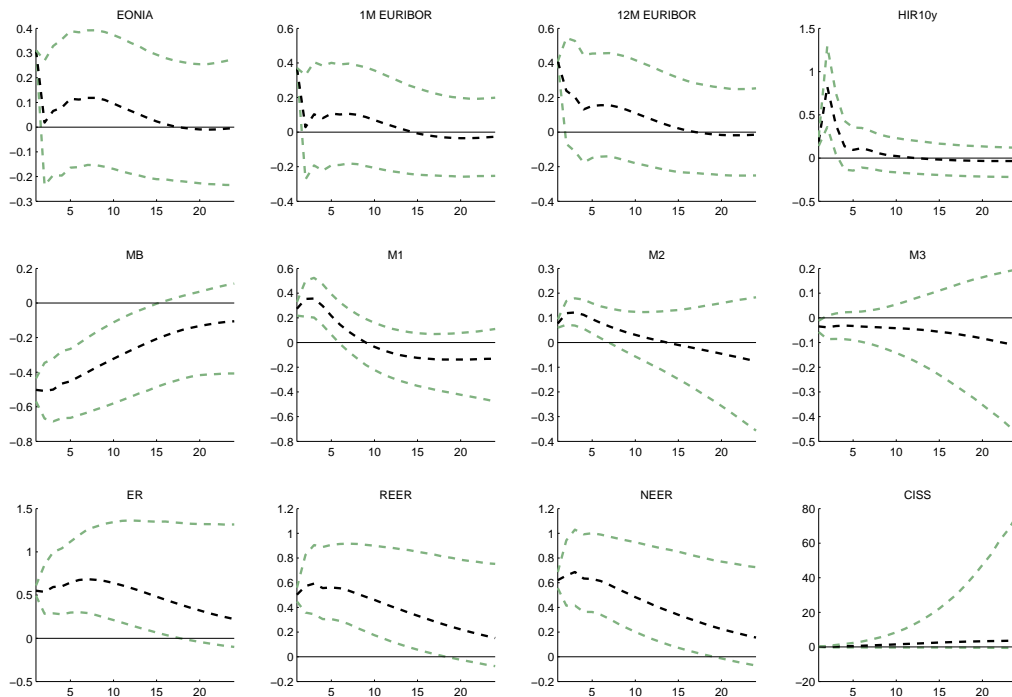 EONIA 1M EURIBOR 12M EURIBOR HIR10y
0.4 0.6 0.6 1.5
0.3
0.4 0.4 1
0.2
0.1 0.2 0.2 0.5
0
0 0 0
−0.1
−0.2 −0.2 −0.2
−0.3 −0.4 −0.4 −0.5
5 10 15 20 5 10 15 20 5 10 15 20 5 10 15 20
MB M1 M2 M3
0.2 0.6 0.3 0.2
0.4 0.2 0.1
0 0.2 0.1 0
−0.2 0 0 −0.1
−0.4 −0.2 −0.1 −0.2
−0.6 −0.4 −0.2 −0.3
−0.6 −0.3 −0.4
−0.8 −0.8 −0.4 −0.5
5 10 15 20 5 10 15 20 5 10 15 20 5 10 15 20
ER REER NEER CISS
1.5 1.2 1.2 80
1 1 1 60
0.8 0.8
0.5 0.6 0.6 40
0.4 0.4 20
0 0.2 0.2
0 0 0
−0.5 −0.2 −0.2 −20
5 10 15 20 5 10 15 20 5 10 15 20 5 10 15 20